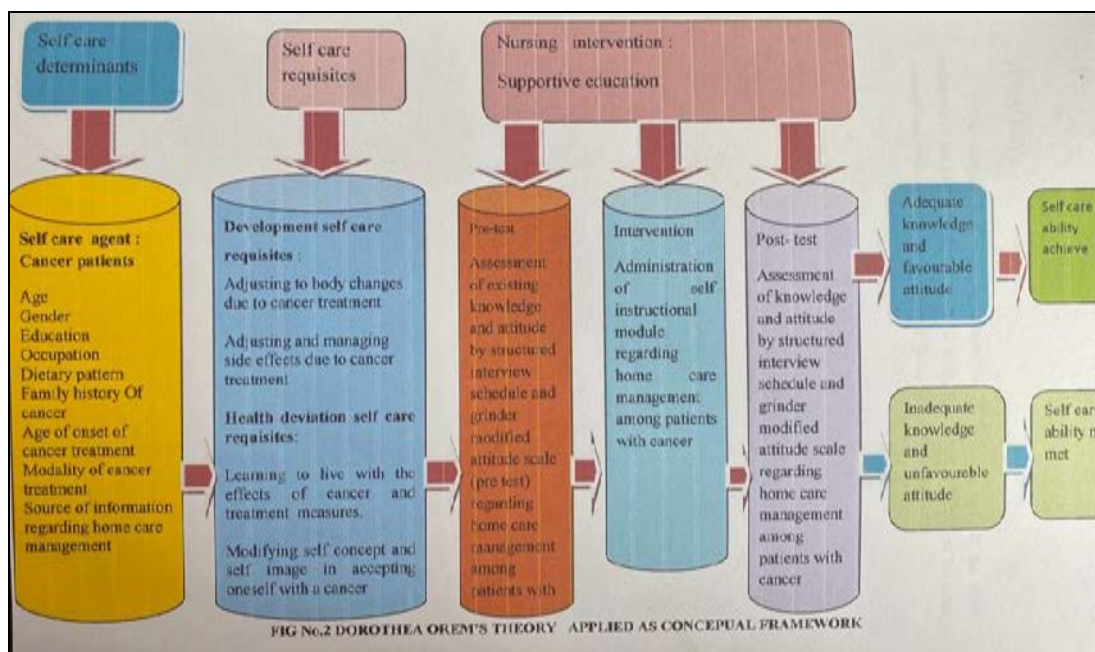 Self care
determinants
Self care
requisites
Nursing intervention :
Supportive education
Self care agent :
Cancer patients
Age
Gender
Education
Occupation
Dietary pattern
Family history Of
cancer
Age of onset of
cancer treatment
Modality of cancer
treatment
Source of information
regarding home care
management
Development self care
requisites :
Adjusting to body changes
due to cancer treatment
Adjusting and managing
side effects due to cancer
treatment
Health deviation self care
requisites:
Learning to live with the
effects of cancer and
treatment measures.
Modifying self concept and
self image in accepting
oneself with a cancer
Pre-test
Assessment
of existing
knowledge
and attitude
by structured
interview
schedule and
grinder
modified
attitude scale
(pre test)
regarding
home care
management
among
patients with
Intervention
Administration
of self
instructional
module
regarding
home care
management
among patients
with cancer
Post- test
Assessment
of knowledge
and attitude
by structured
interview
schedule and
grinder
modified
attitude scale
regarding
home care
management
among
patients with
cancer
Adequate
knowledge
and
favourable
attitude
Self care
ability
achieve
Inadequate
knowledge
and
unfavourable
attitude
Self care
ability
met
FIG No.2 DOROTHEA OREM'S THEORY APPLIED AS CONCEPUAL FRAMEWORK